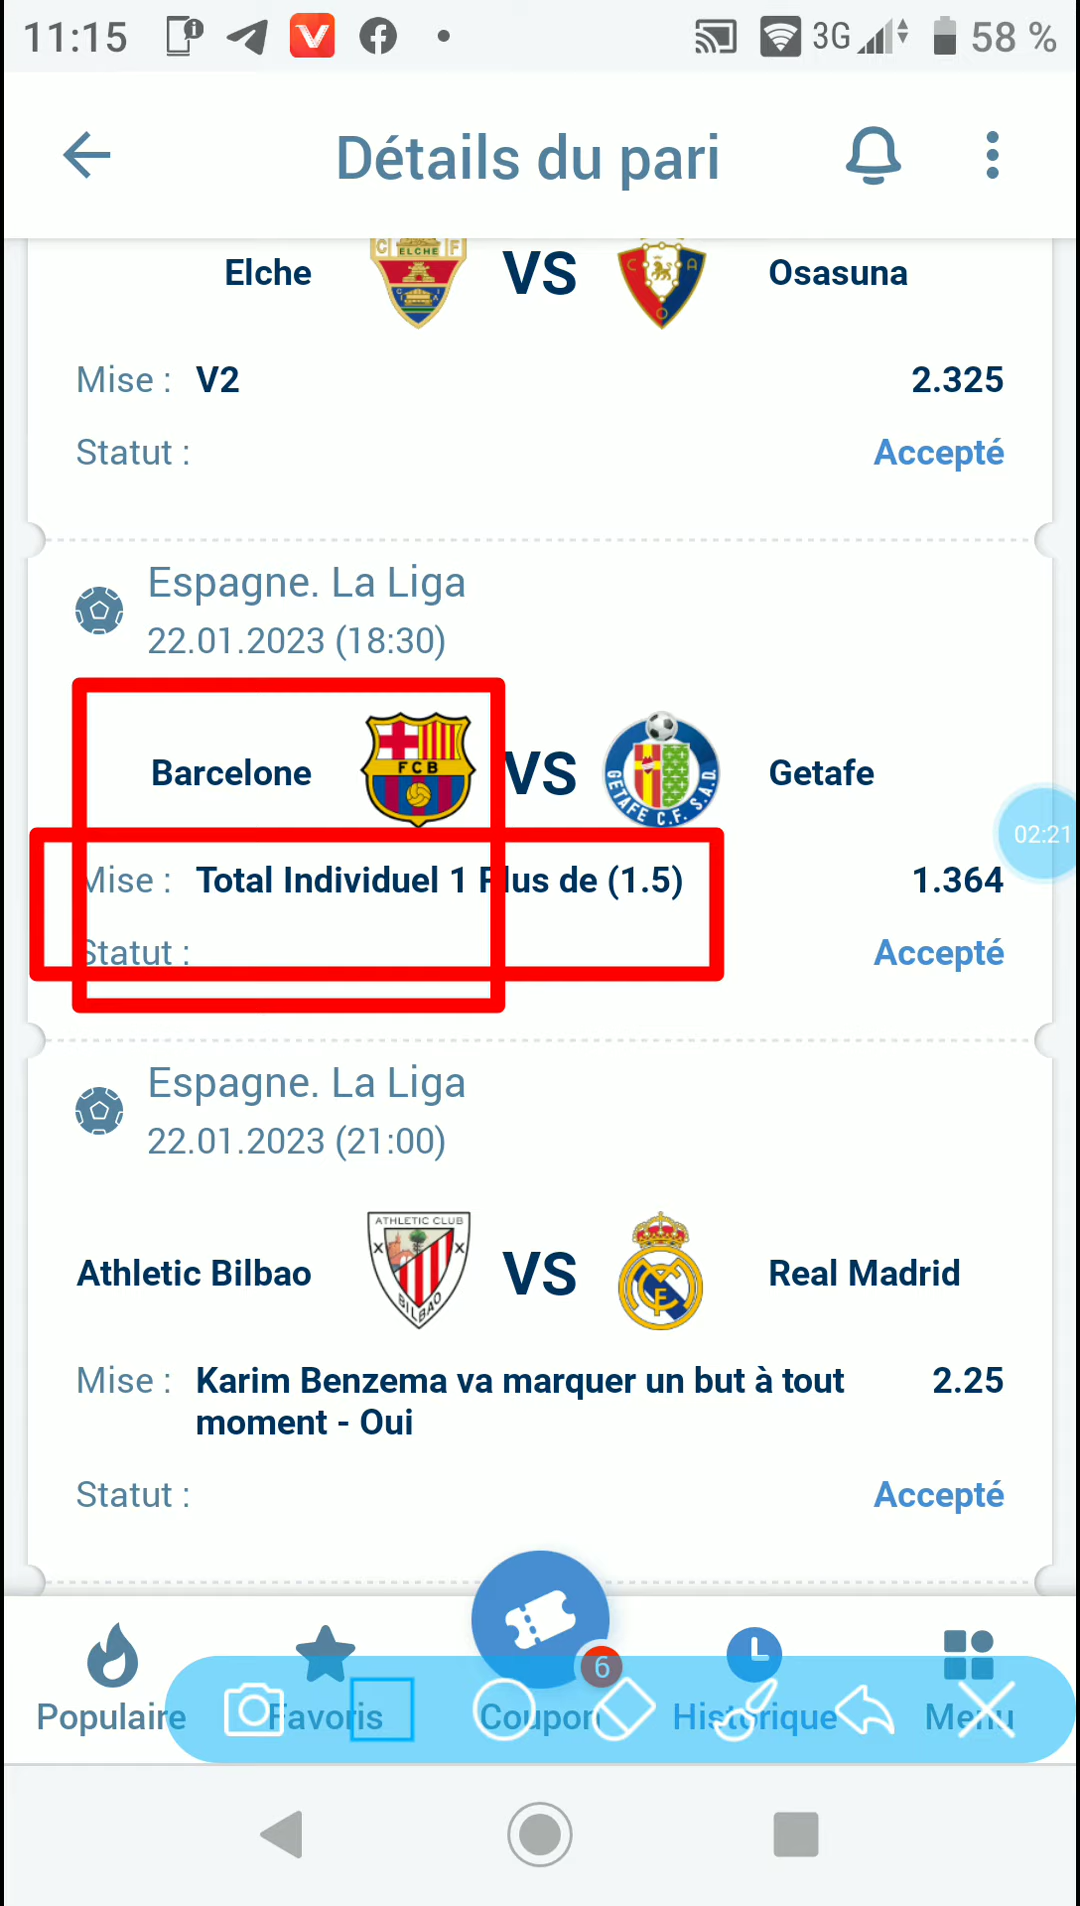 11:15 3G 58 %
Détails du pari
Elche VS Osasuna
Mise : V2 2.325
Statut : Accepté
Espagne. La Liga
22.01.2023 (18:30)
Barcelone FCB VS GETAFE C.F. S.A.D. Getafe
02:21
Mise : Total Individuel 1 Plus de (1.5) 1.364
Statut : Accepté
Espagne. La Liga
22.01.2023 (21:00)
ATHLETIC CLUB
Athletic Bilbao BILBAO VS Real Madrid
Mise : Karim Benzema va marquer un but à tout 2.25
moment - Oui
Statut : Accepté
6
Populaire Favoris Coupon Historique Menu